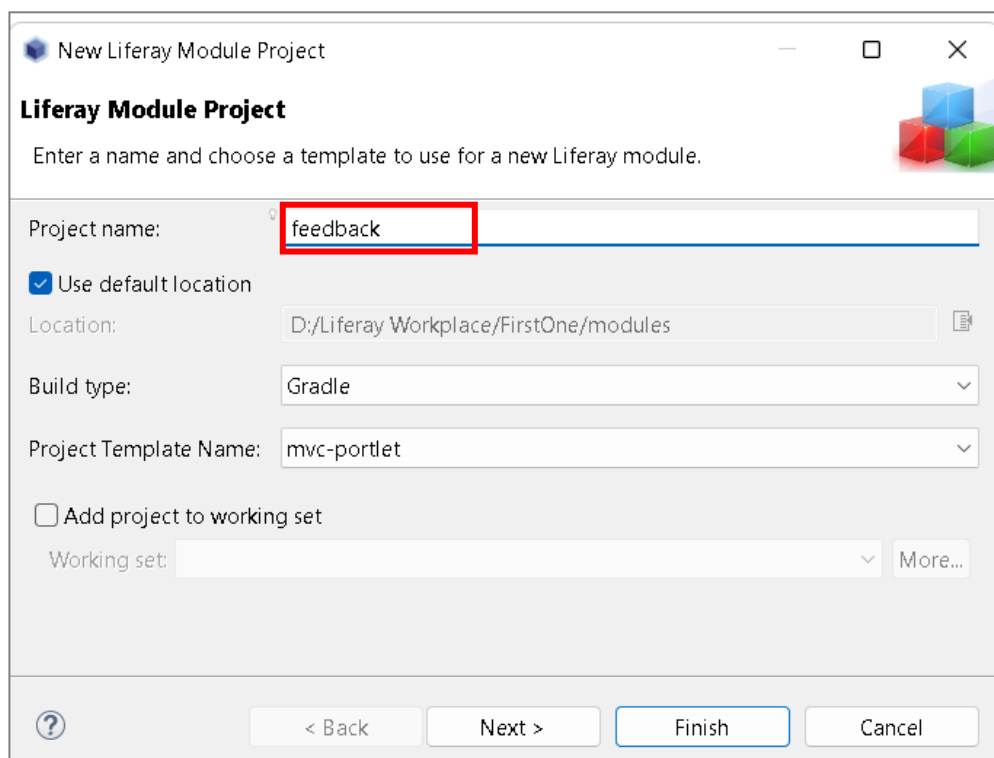 New Liferay Module Project
Liferay Module Project
Enter a name and choose a template to use for a new Liferay module.
Project name: feedback
Use default location
Location: D:/Liferay Workplace/FirstOne/modules
Build type: Gradle
Project Template Name: mvc-portlet
Add project to working set
Working set: More...
? < Back Next > Finish Cancel